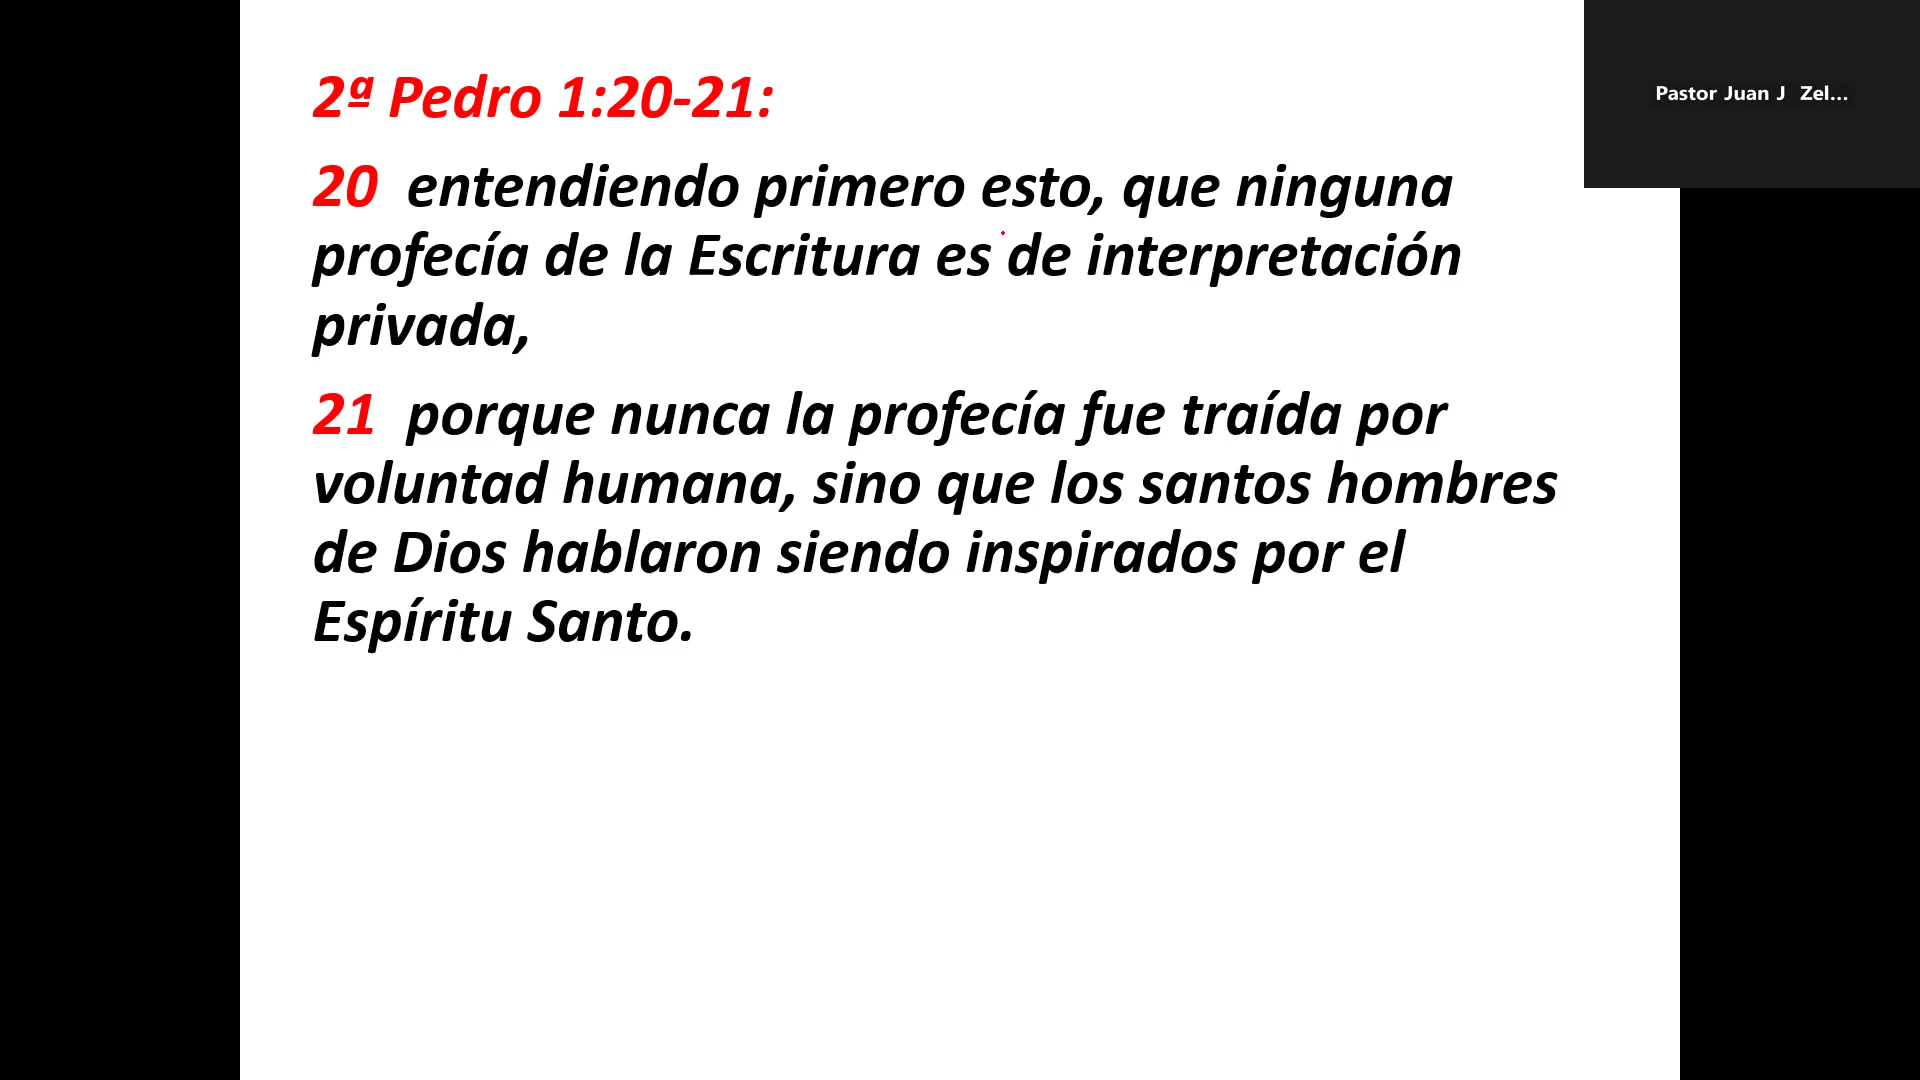 2ª Pedro 1:20-21:
Pastor Juan J Zel...
20 entendiendo primero esto, que ninguna
profecía de la Escritura es de interpretación
privada,
21 porque nunca la profecía fue traída por
voluntad humana, sino que los santos hombres
de Dios hablaron siendo inspirados por el
Espíritu Santo.